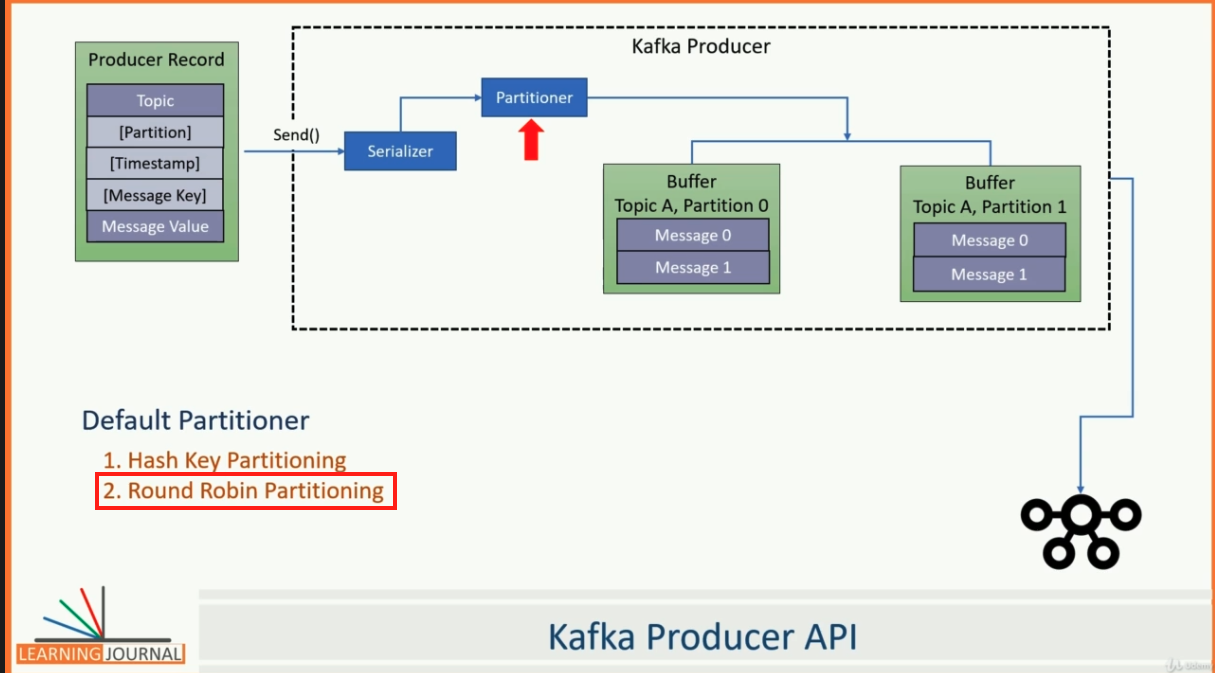 Kafka Producer
Producer Record
Topic
[Partition]
[Timestamp]
[Message Key]
Message Value
Send()
Serializer
Partitioner
Buffer
Topic A, Partition 0
Message 0
Message 1
Buffer
Topic A, Partition 1
Message 0
Message 1
Default Partitioner
1. Hash Key Partitioning
2. Round Robin Partitioning
LEARNING JOURNAL
Kafka Producer API
Udemy